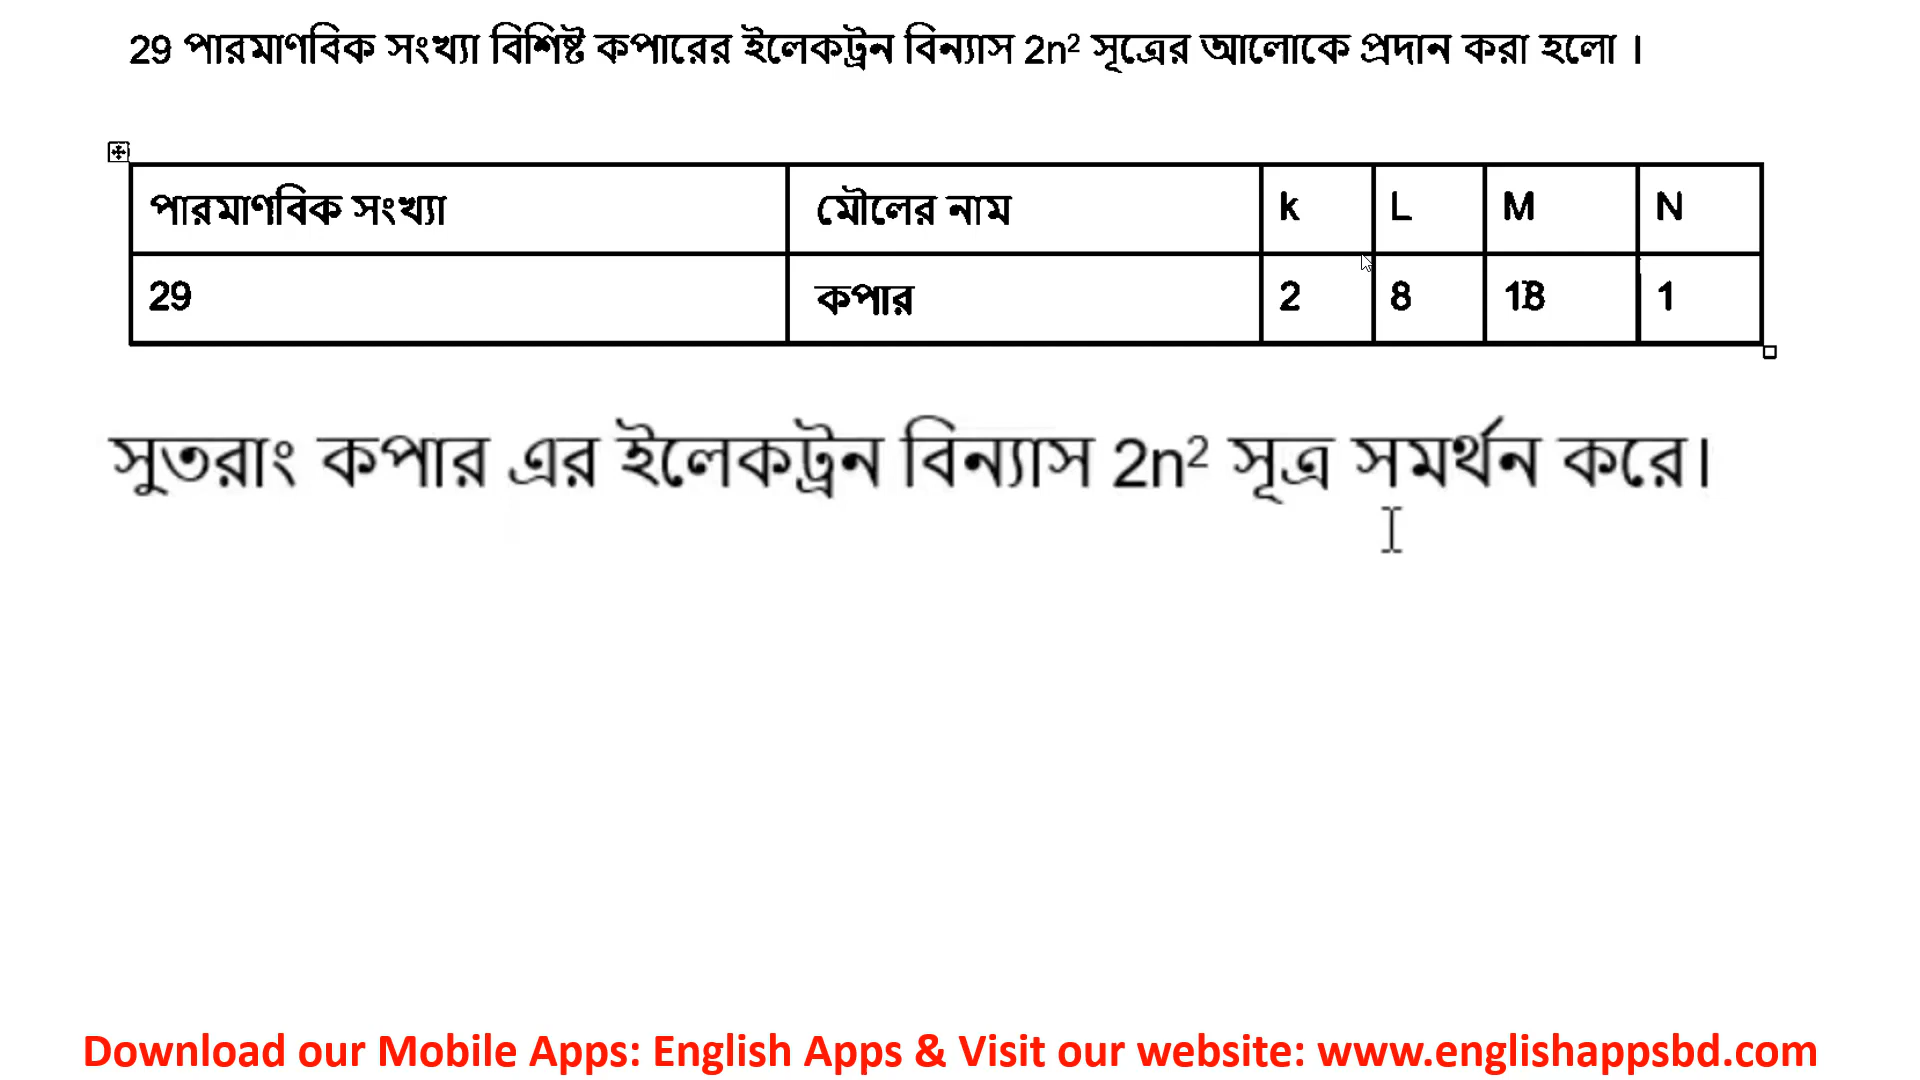 29 পারমাণবিক সংখ্যা বিশিষ্ট কপারের ইলেকট্রন বিন্যাস 2n² সূত্রের আলোকে প্রদান করা হলো ।
পারমাণবিক সংখ্যা মৌলের নাম k L M N
29 কপার 2 8 18 1
সুতরাং কপার এর ইলেকট্রন বিন্যাস 2n² সূত্র সমর্থন করে।
Download our Mobile Apps: English Apps & Visit our website: www.englishappsbd.com